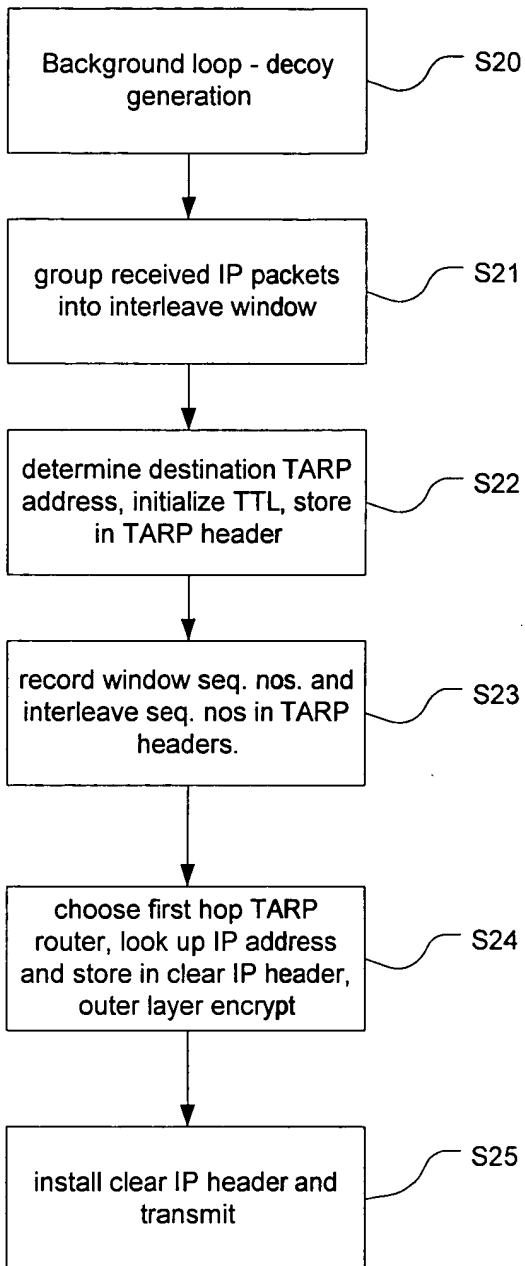 Background loop - decoy
generation
S20
group received IP packets
into interleave window
S21
determine destination TARP
address, initialize TTL, store
in TARP header
S22
record window seq. nos. and
interleave seq. nos in TARP
headers.
S23
choose first hop TARP
router, look up IP address
and store in clear IP header,
outer layer encrypt
S24
install clear IP header and
transmit
S25